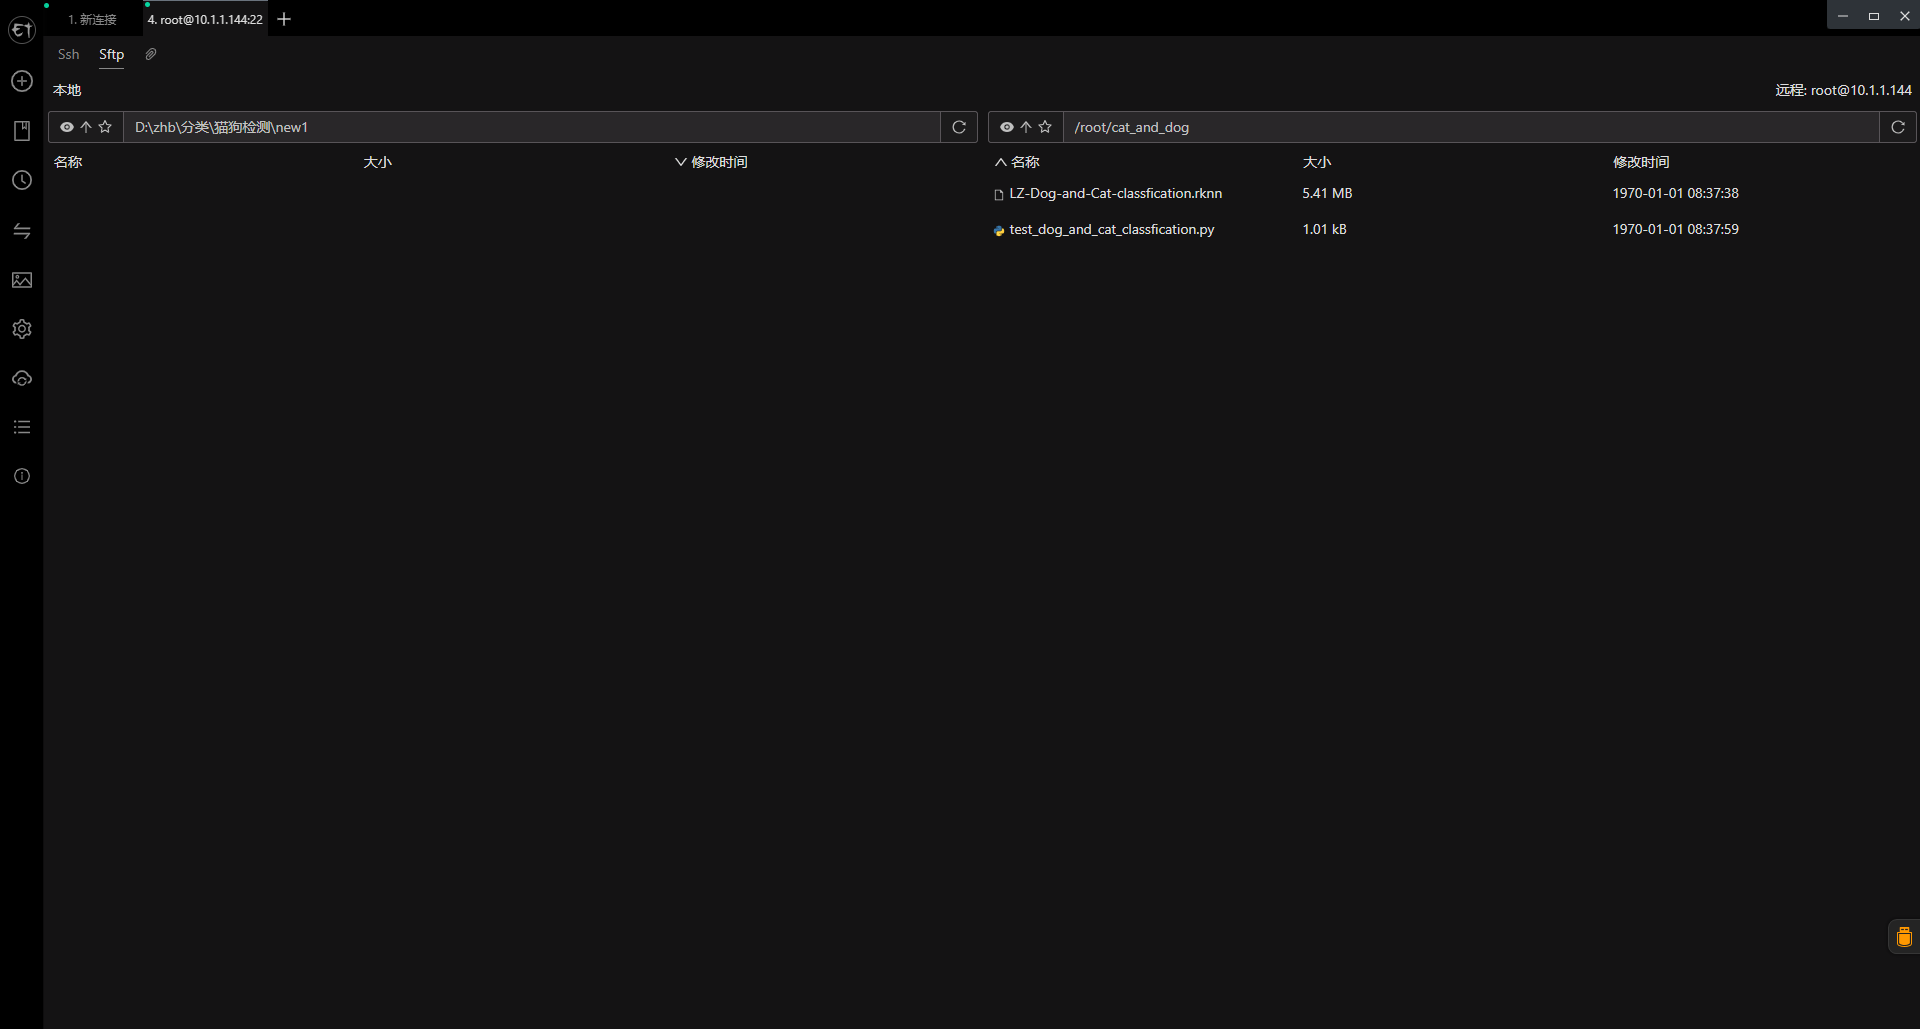 1. 新连接
4. root@10.1.1.144:22
Ssh Sftp
本地
远程: root@10.1.1.144
D:\zhb\分类\猫狗检测\new1
/root/cat_and_dog
名称 大小 修改时间
名称 大小 修改时间
LZ-Dog-and-Cat-classfication.rknn 5.41 MB 1970-01-01 08:37:38
test_dog_and_cat_classfication.py 1.01 kB 1970-01-01 08:37:59